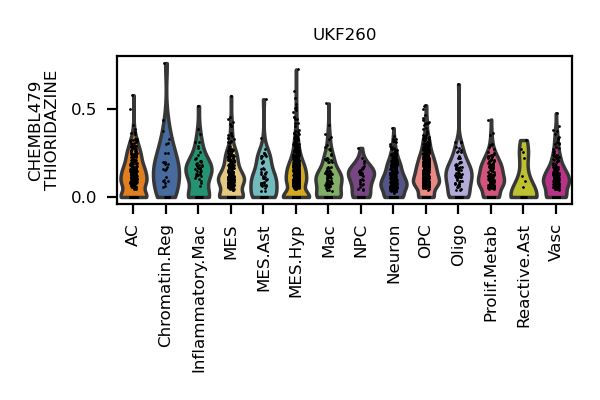 UKF260
CHEMBL479
THIORIDAZINE
0.5
0.0
AC
Chromatin.Reg
Inflammatory.Mac
MES
MES.Ast
MES.Hyp
Mac
NPC
Neuron
OPC
Oligo
Prolif.Metab
Reactive.Ast
Vasc